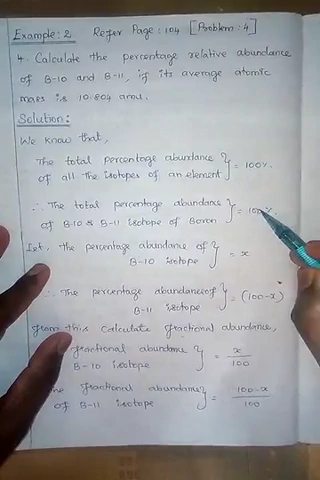 Example: 2 Refer Page: 104 [Problem: 4]
4. Calculate the percentage relative abundance
of B-10 and B-11, if its average atomic
mass is 10.804 amu.
Solution:
We know that,
The total percentage abundance
of all the isotopes of an element } = 100%.
∴ The total percentage abundance
of B-10 & B-11 isotope of Boron } = 100%
Let, The percentage abundance of
B-10 isotope } = x
∴ The percentage abundance of
B-11 isotope } = (100-x)
From this calculate fractional abundance,
fractional abundance
B-10 isotope } = x/100
fractional abundance
of B-11 isotope } = 100-x/100